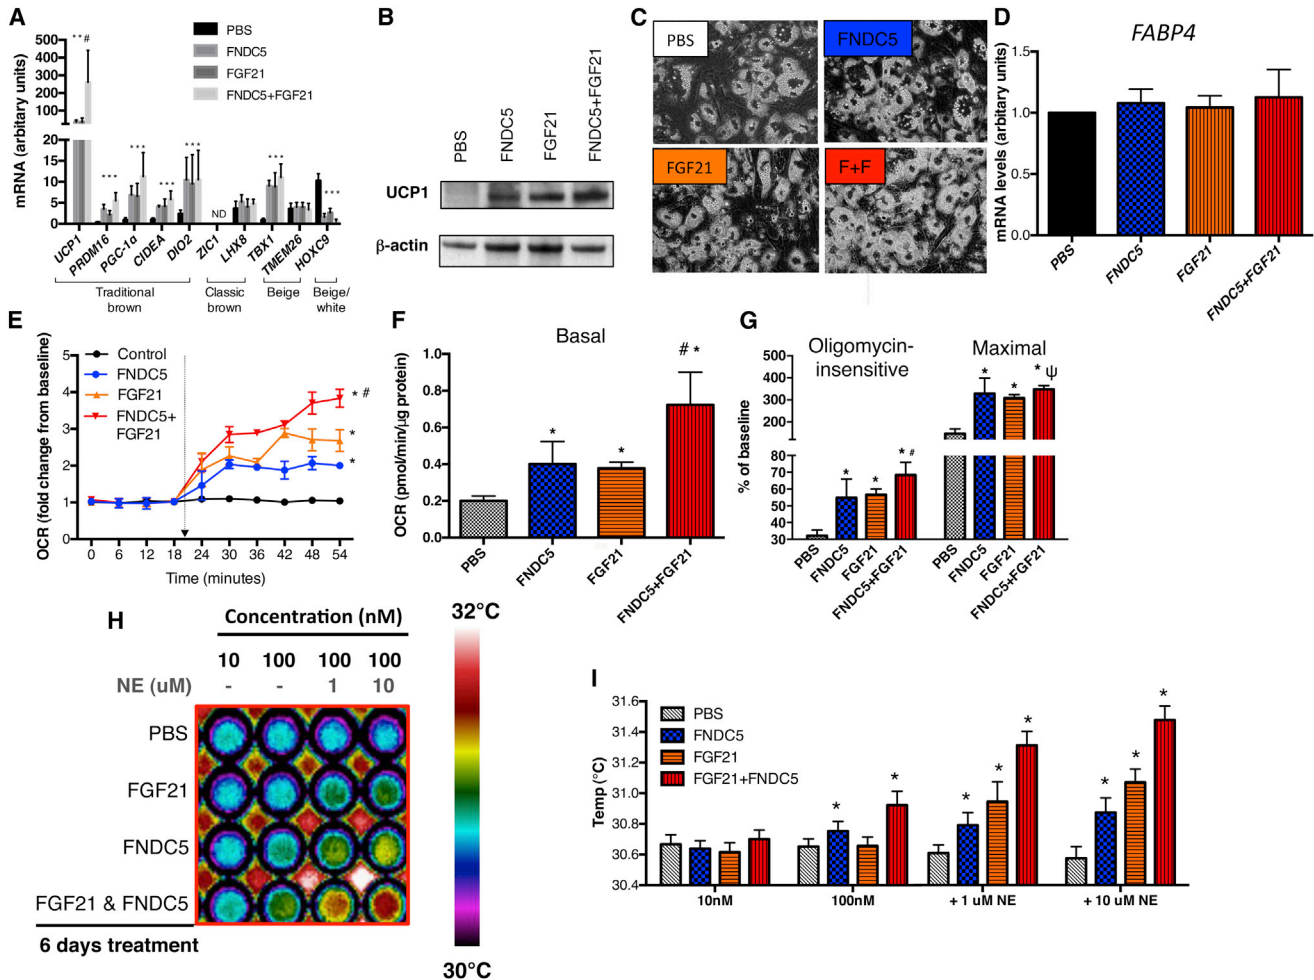 A
mRNA (arbitary units)
500
400
300
200
100
20
15
10
5
0
PBS
FNDC5
FGF21
FNDC5+FGF21
**#
***
***
***
***
ND
***
***
UCP1
PRDM16
PGC-1α
CIDEA
DIO2
ZIC1
LHX8
TBX1
TMEM26
HOXC9
Traditional
brown
Classic
brown
Beige
Beige/
white
B
PBS
FNDC5
FGF21
FNDC5+FGF21
UCP1
β-actin
C
PBS
FNDC5
FGF21
F+F
D
FABP4
mRNA levels (arbitary units)
1.5
1.0
0.5
0.0
PBS
FNDC5
FGF21
FNDC5+FGF21
E
OCR (fold change from baseline)
5
4
3
2
1
0
Control
FNDC5
FGF21
FNDC5+
FGF21
* #
*
*
0 6 12 18 24 30 36 42 48 54
Time (minutes)
F
Basal
OCR (pmol/min/μg protein)
1.0
0.8
0.6
0.4
0.2
0.0
*
*
# *
PBS
FNDC5
FGF21
FNDC5+FGF21
G
Oligomycin-
insensitive
Maximal
% of baseline
500
400
300
200
100
80
70
60
50
40
30
*
*
* #
*
*
* ψ
PBS
FNDC5
FGF21
FNDC5+FGF21
PBS
FNDC5
FGF21
FNDC5+FGF21
H
Concentration (nM)
10 100 100 100
NE (uM) - - 1 10
PBS
FGF21
FNDC5
FGF21 & FNDC5
6 days treatment
32°C
30°C
I
Temp (°C)
31.6
31.4
31.2
31.0
30.8
30.6
30.4
PBS
FNDC5
FGF21
FGF21+FNDC5
*
*
*
*
*
*
*
*
10nM
100nM
+ 1 uM NE
+ 10 uM NE